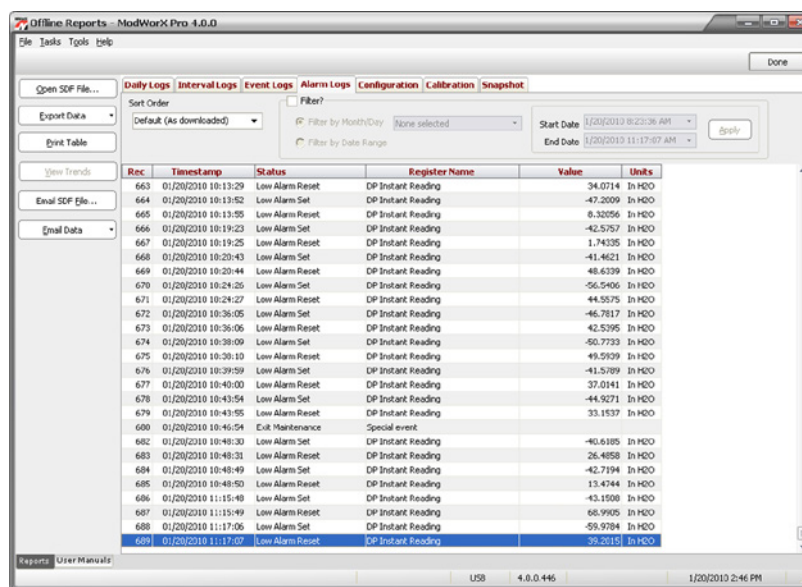 Offline Reports - ModWorX Pro 4.0.0
File Tasks Tools Help
Done
Open SDF File...
Export Data
Print Table
View Trends
Email SDF File...
Email Data
Daily Logs Interval Logs Event Logs Alarm Logs Configuration Calibration Snapshot
Sort Order
Default (As downloaded)
Filter?
Filter by Month/Day None selected
Filter by Date Range
Start Date 1/20/2010 8:23:36 AM
End Date 1/20/2010 11:17:07 AM
Apply
Rec Timestamp Status Register Name Value Units
663 01/20/2010 10:13:29 Low Alarm Reset DP Instant Reading 34.0714 In H2O
664 01/20/2010 10:13:52 Low Alarm Set DP Instant Reading -47.2009 In H2O
665 01/20/2010 10:13:55 Low Alarm Reset DP Instant Reading 8.32056 In H2O
666 01/20/2010 10:19:23 Low Alarm Set DP Instant Reading -42.5757 In H2O
667 01/20/2010 10:19:25 Low Alarm Reset DP Instant Reading 1.74335 In H2O
668 01/20/2010 10:20:43 Low Alarm Set DP Instant Reading -41.4621 In H2O
669 01/20/2010 10:20:44 Low Alarm Reset DP Instant Reading 48.6339 In H2O
670 01/20/2010 10:24:26 Low Alarm Set DP Instant Reading -56.5406 In H2O
671 01/20/2010 10:24:27 Low Alarm Reset DP Instant Reading 44.5575 In H2O
672 01/20/2010 10:36:05 Low Alarm Set DP Instant Reading -46.7817 In H2O
673 01/20/2010 10:36:06 Low Alarm Reset DP Instant Reading 42.5395 In H2O
674 01/20/2010 10:38:09 Low Alarm Set DP Instant Reading -50.7733 In H2O
675 01/20/2010 10:38:10 Low Alarm Reset DP Instant Reading 49.5939 In H2O
676 01/20/2010 10:39:59 Low Alarm Set DP Instant Reading -41.5789 In H2O
677 01/20/2010 10:40:00 Low Alarm Reset DP Instant Reading 37.0141 In H2O
678 01/20/2010 10:43:54 Low Alarm Set DP Instant Reading -44.9271 In H2O
679 01/20/2010 10:43:55 Low Alarm Reset DP Instant Reading 33.1537 In H2O
680 01/20/2010 10:46:54 Exit Maintenance Special event
682 01/20/2010 10:48:30 Low Alarm Set DP Instant Reading -40.6185 In H2O
683 01/20/2010 10:48:31 Low Alarm Reset DP Instant Reading 26.4858 In H2O
684 01/20/2010 10:48:49 Low Alarm Set DP Instant Reading -42.7194 In H2O
685 01/20/2010 10:48:50 Low Alarm Reset DP Instant Reading 13.4744 In H2O
686 01/20/2010 11:15:48 Low Alarm Set DP Instant Reading -43.1508 In H2O
687 01/20/2010 11:15:49 Low Alarm Reset DP Instant Reading 68.9905 In H2O
688 01/20/2010 11:17:06 Low Alarm Set DP Instant Reading -59.9784 In H2O
689 01/20/2010 11:17:07 Low Alarm Reset DP Instant Reading 39.2015 In H2O
Reports User Manuals
USB 4.0.0.446 1/20/2010 2:46 PM